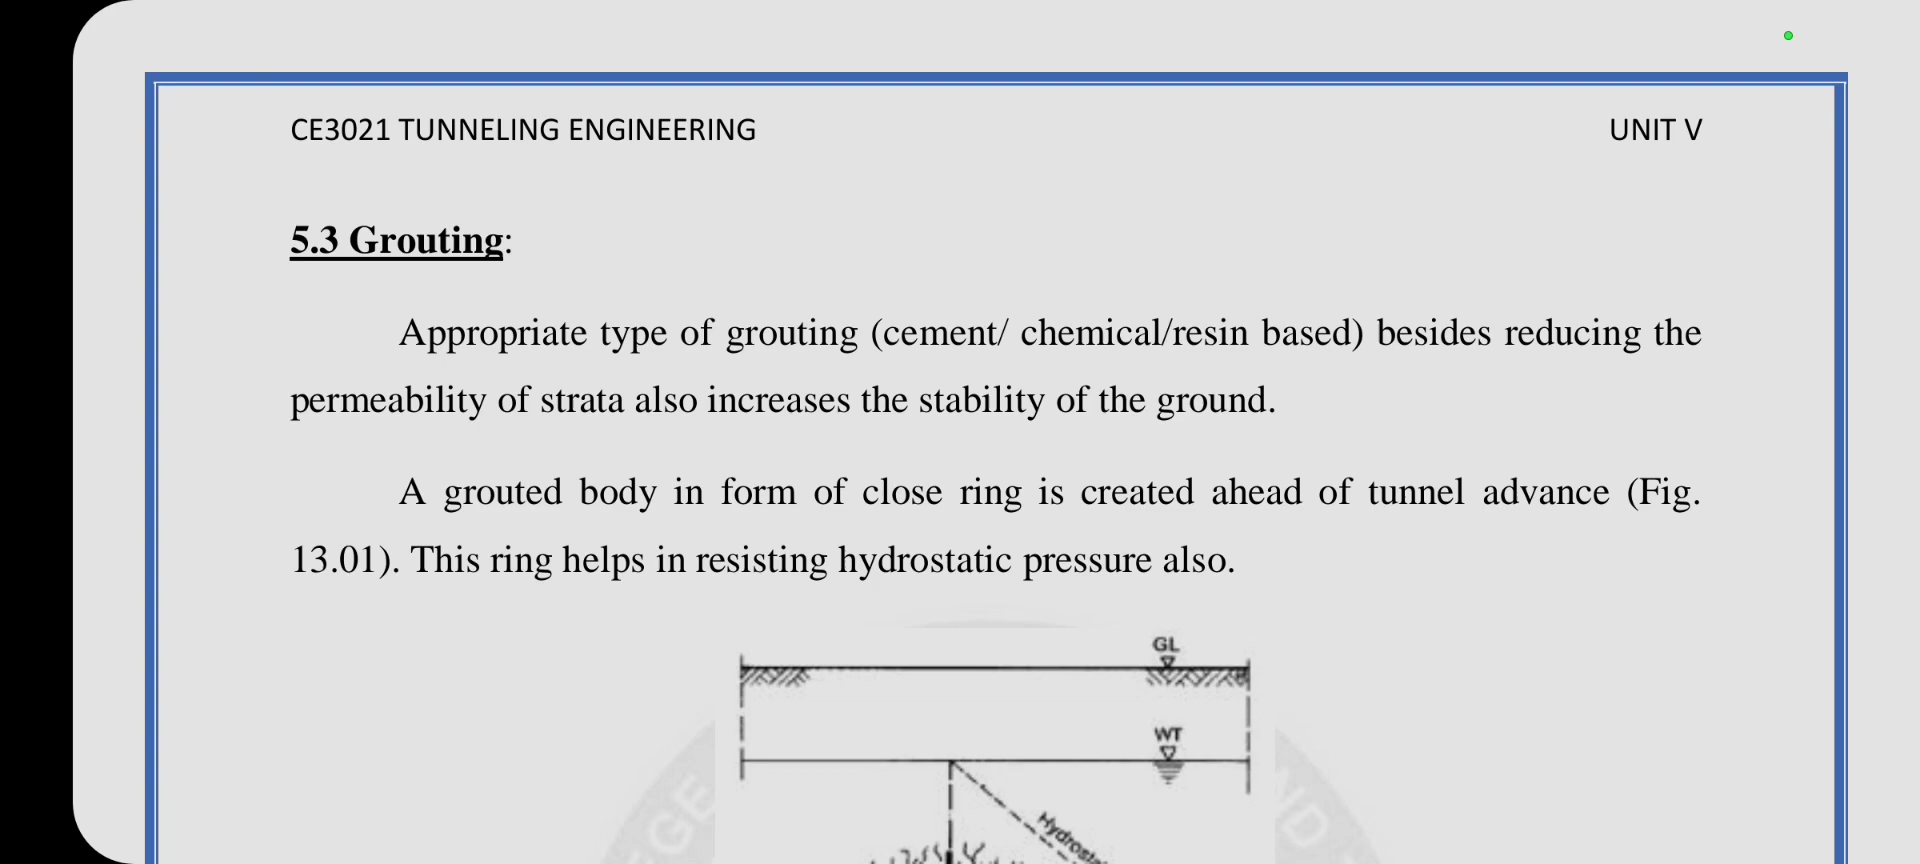 CE3021 TUNNELING ENGINEERING UNIT V
5.3 Grouting:
Appropriate type of grouting (cement/ chemical/resin based) besides reducing the
permeability of strata also increases the stability of the ground.
A grouted body in form of close ring is created ahead of tunnel advance (Fig.
13.01). This ring helps in resisting hydrostatic pressure also.
GL
WT